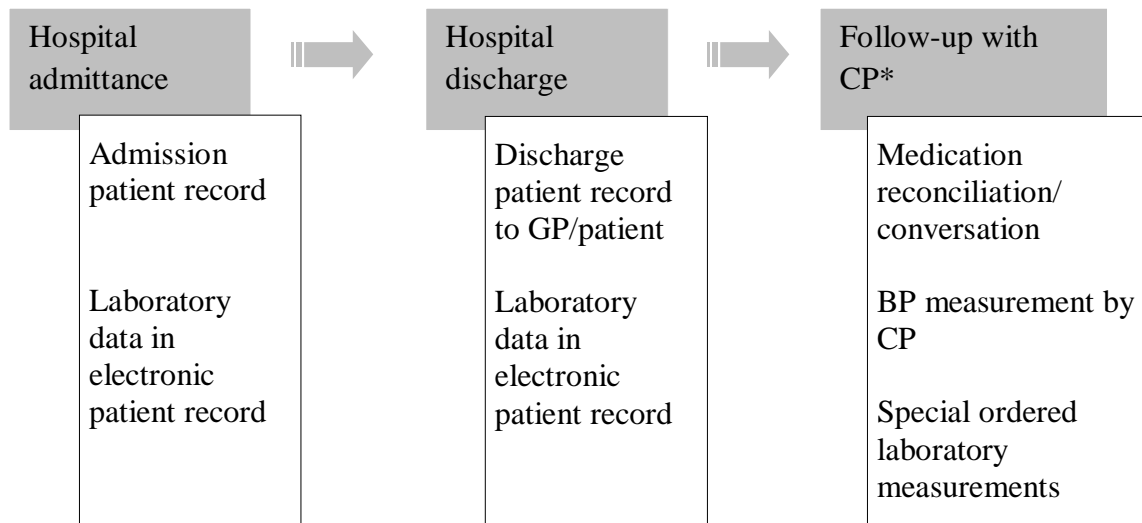 Hospital
admittance
Admission
patient record
Laboratory
data in
electronic
patient record
Hospital
discharge
Discharge
patient record
to GP/patient
Laboratory
data in
electronic
patient record
Follow-up with
CP*
Medication
reconciliation/
conversation
BP measurement by
CP
Special ordered
laboratory
measurements